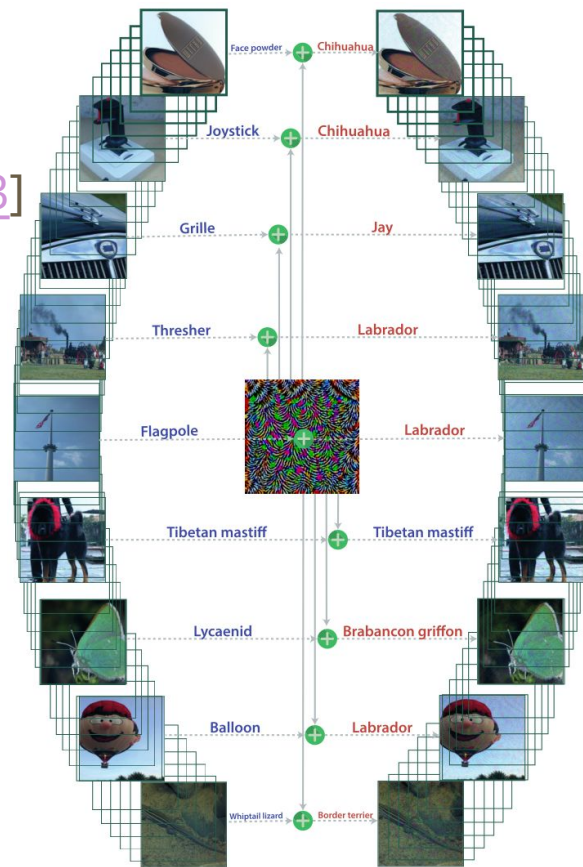 Face powder Chihuahua
Joystick Chihuahua
3]
Grille Jay
Thresher Labrador
Flagpole Labrador
Tibetan mastiff Tibetan mastiff
Lycaenid Brabancon griffon
Balloon Labrador
Whiptail lizard Border terrier